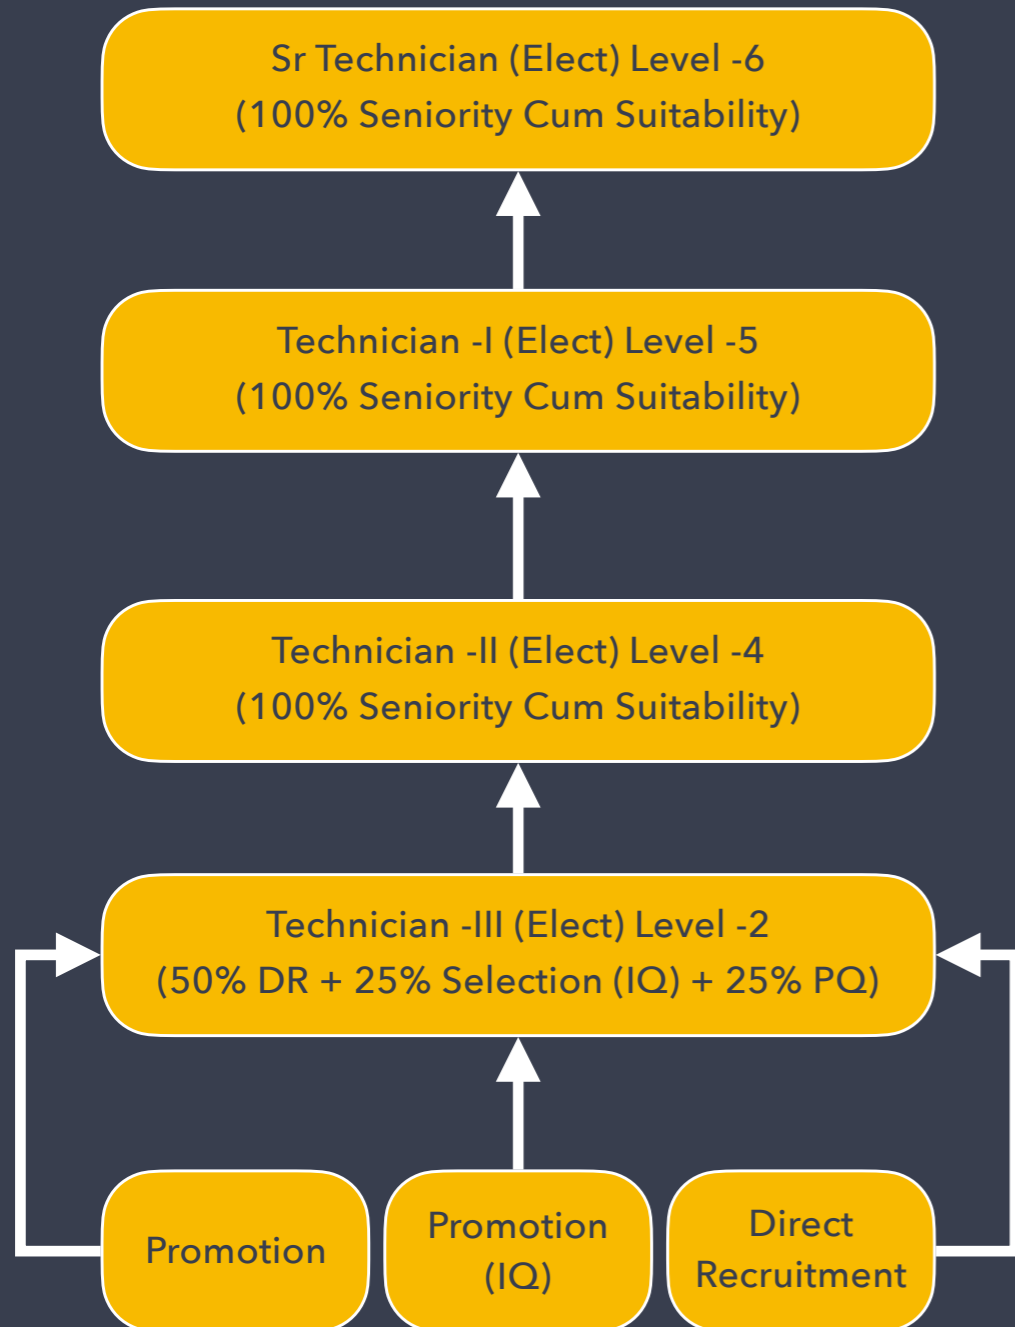 Sr Technician (Elect) Level -6
(100% Seniority Cum Suitability)
Technician -I (Elect) Level -5
(100% Seniority Cum Suitability)
Technician -II (Elect) Level -4
(100% Seniority Cum Suitability)
Technician -III (Elect) Level -2
(50% DR + 25% Selection (IQ) + 25% PQ)
Promotion
Promotion
(IQ)
Direct
Recruitment